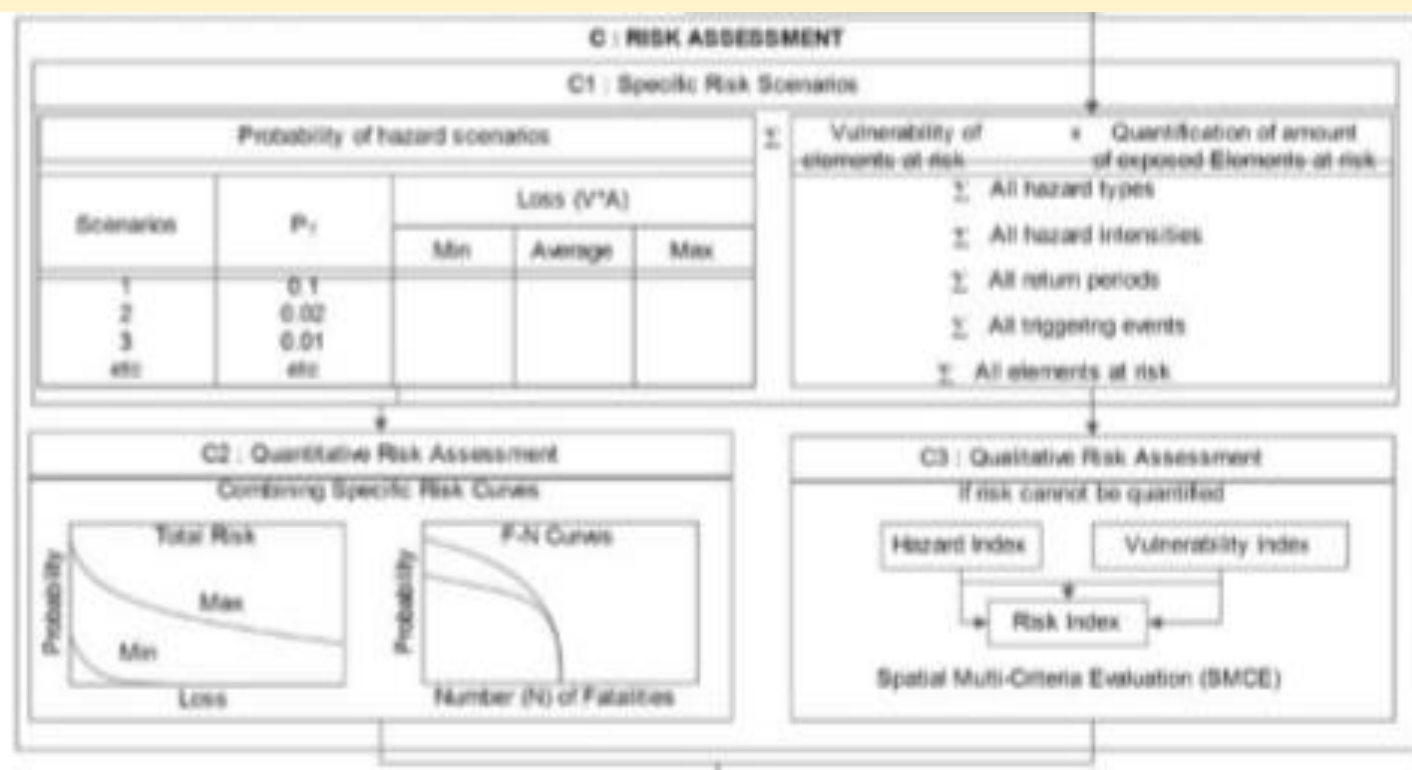 C : RISK ASSESSMENT
C1 : Specific Risk Scenarios
Probability of hazard scenarios
Scenarios
P
Loss (V*A)
Min Average Max
1 0.1
2 0.02
3 0.01
etc etc
Σ
Vulnerability of elements at risk
* Quantification of amount of exposed Elements at risk
Σ All hazard types
Σ All hazard intensities
Σ All return periods
Σ All triggering events
Σ All elements at risk
C2 : Quantitative Risk Assessment
Combining Specific Risk Curves
Total Risk
Probability
Max
Min
Loss
F-N Curves
Probability
Number (N) of Fatalities
C3 : Qualitative Risk Assessment
If risk cannot be quantified
Hazard Index
Vulnerability Index
Risk Index
Spatial Multi-Criteria Evaluation (SMCE)